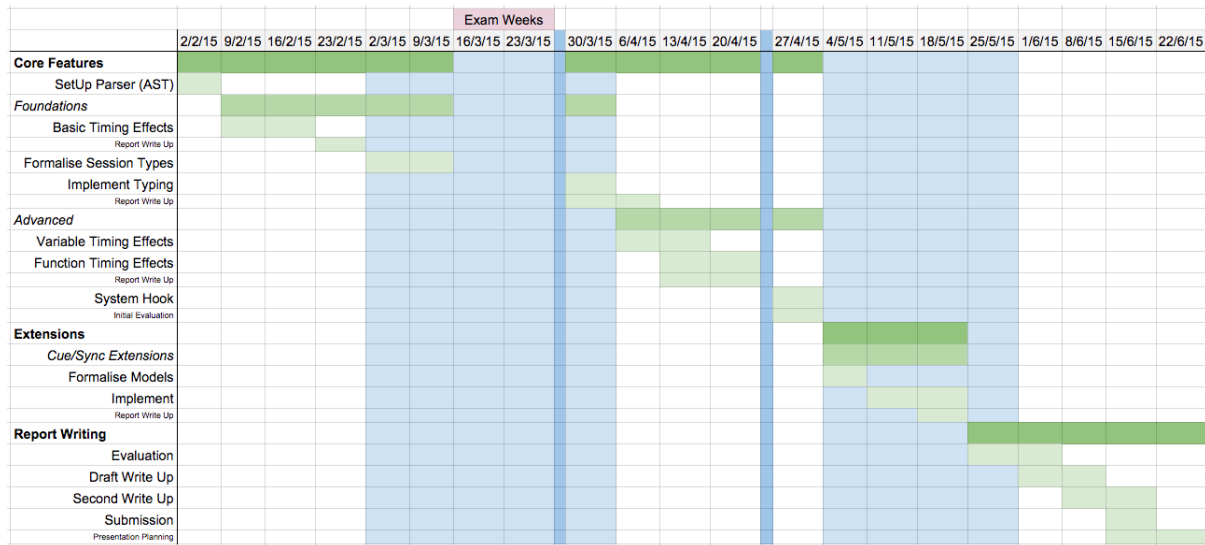 Exam Weeks
2/2/15 9/2/15 16/2/15 23/2/15 2/3/15 9/3/15 16/3/15 23/3/15 30/3/15 6/4/15 13/4/15 20/4/15 27/4/15 4/5/15 11/5/15 18/5/15 25/5/15 1/6/15 8/6/15 15/6/15 22/6/15
Core Features
SetUp Parser (AST)
Foundations
Basic Timing Effects
Report Write Up
Formalise Session Types
Implement Typing
Report Write Up
Advanced
Variable Timing Effects
Function Timing Effects
Report Write Up
System Hook
Initial Evaluation
Extensions
Cue/Sync Extensions
Formalise Models
Implement
Report Write Up
Report Writing
Evaluation
Draft Write Up
Second Write Up
Submission
Presentation Planning